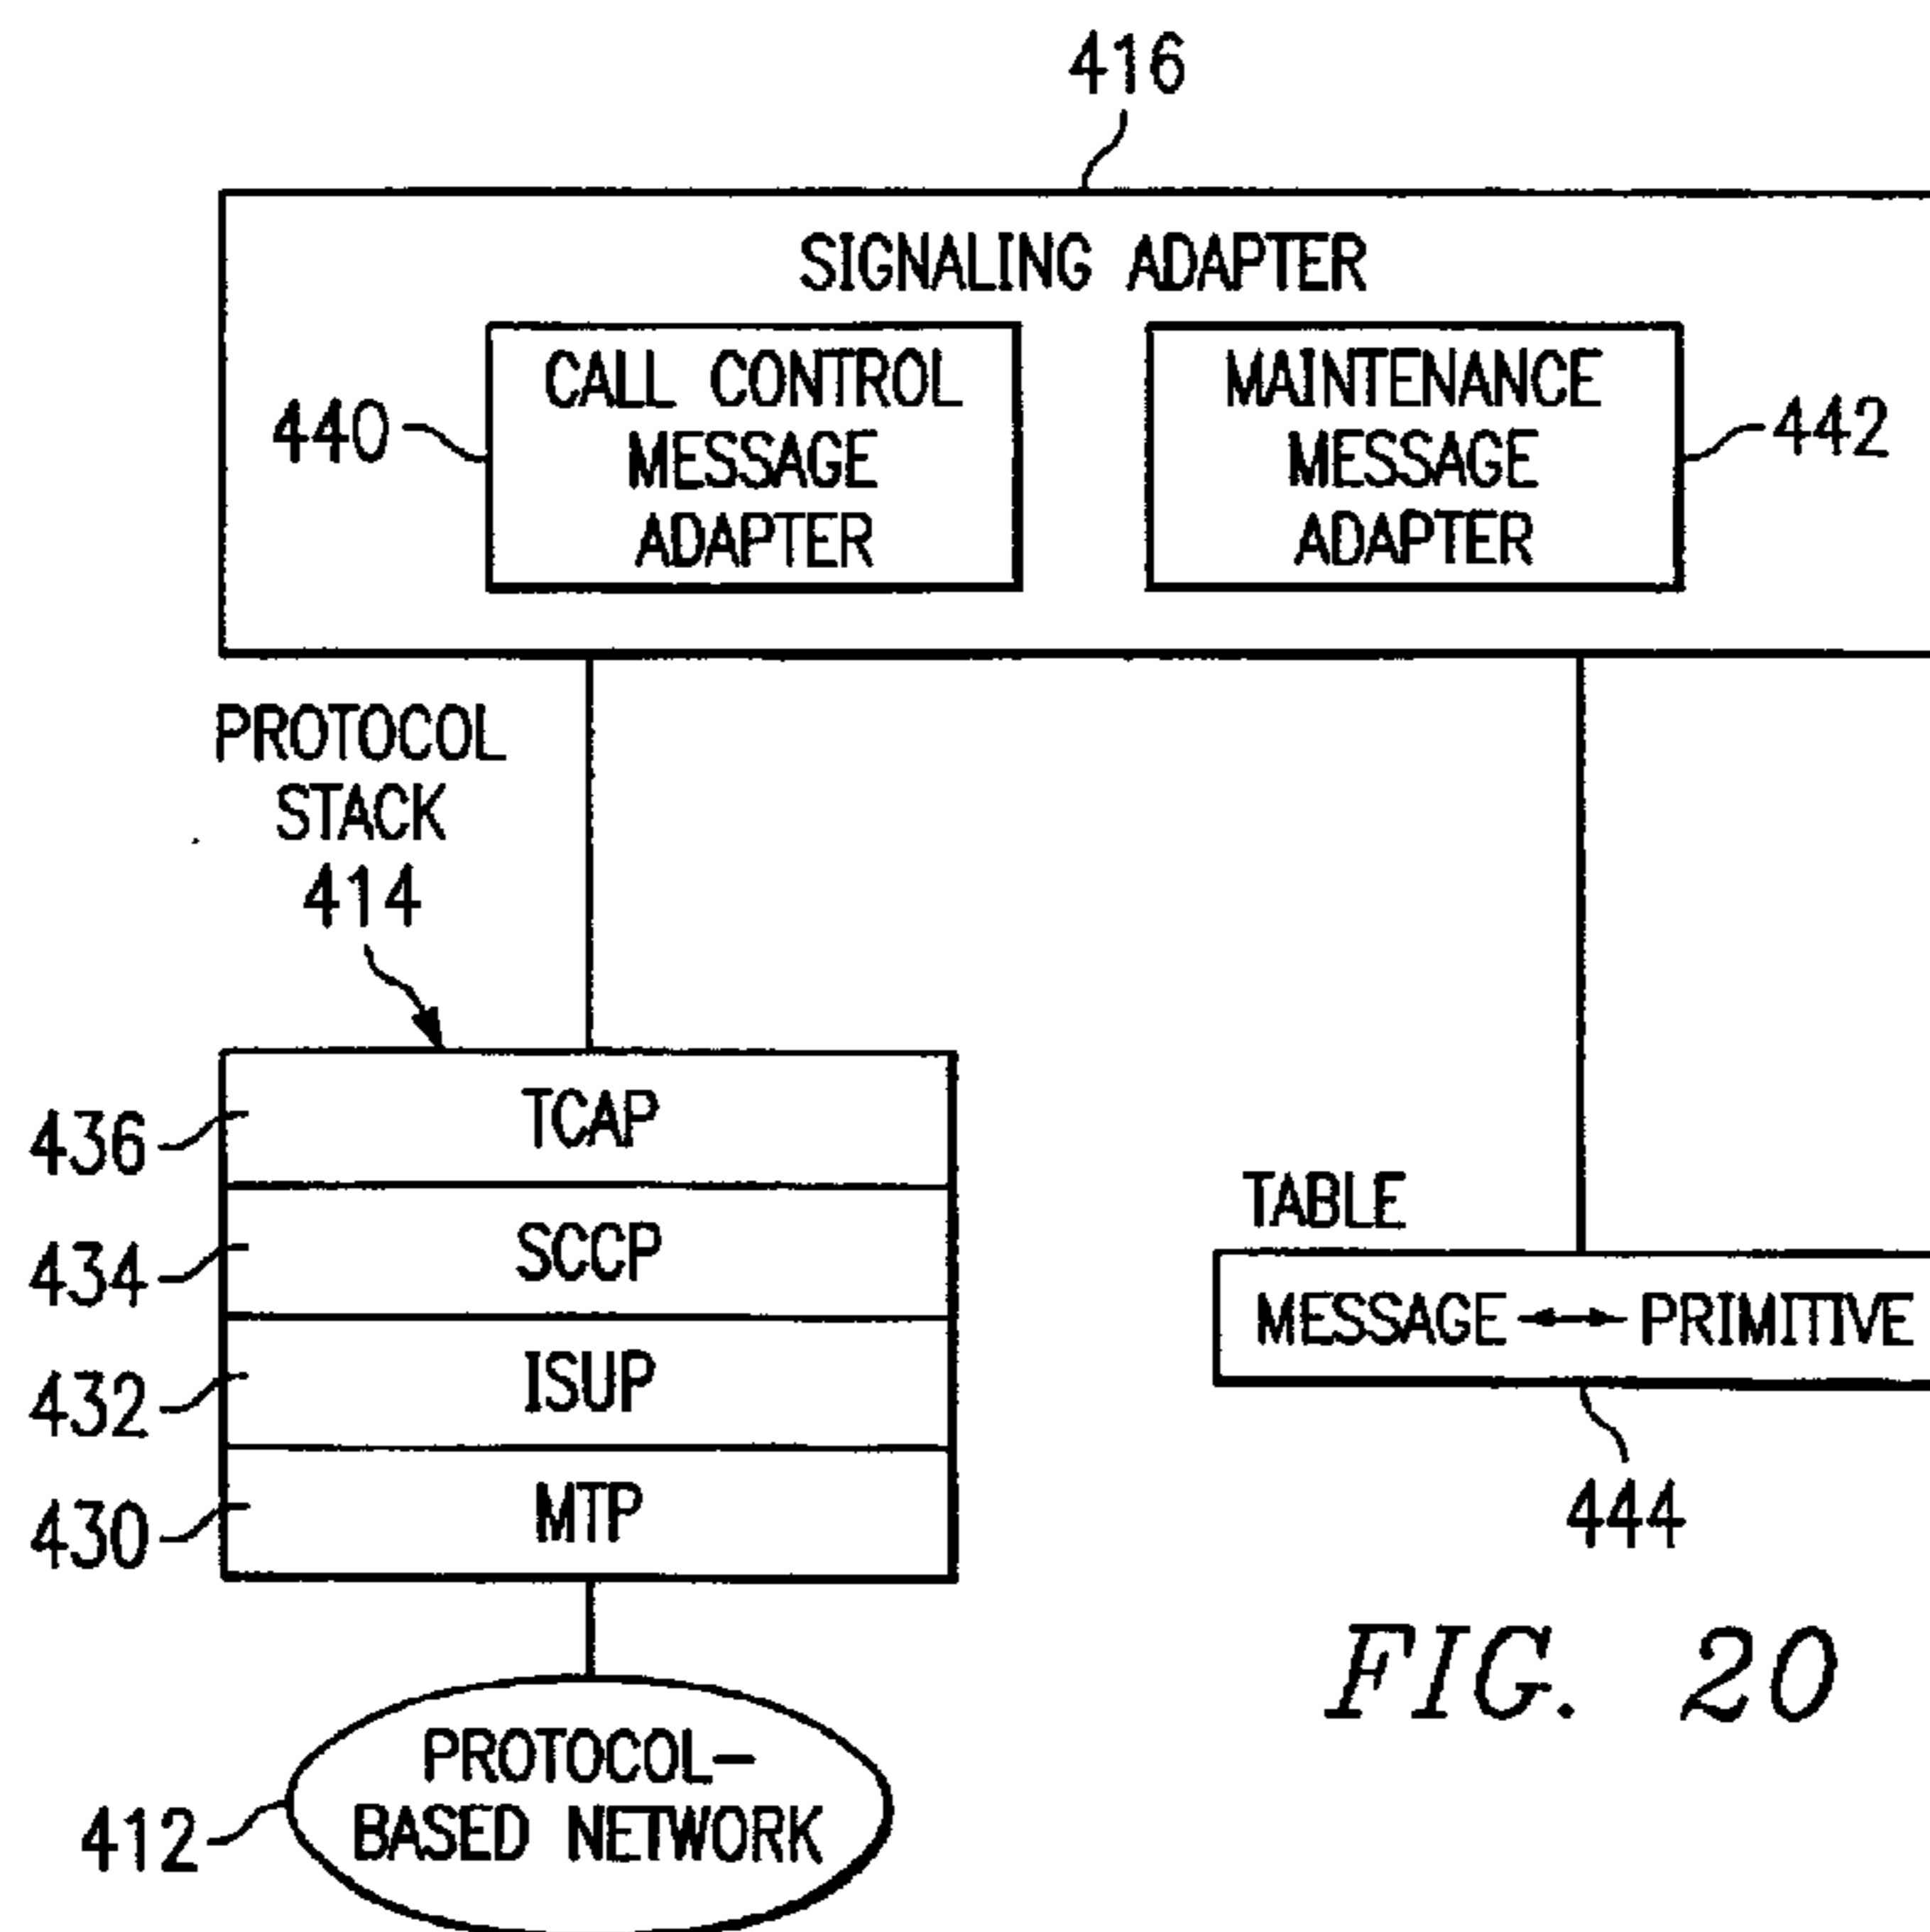 416
SIGNALING ADAPTER
440
CALL CONTROL
MESSAGE
ADAPTER
MAINTENANCE
MESSAGE
ADAPTER
442
PROTOCOL
STACK
414
436
TCAP
434
SCCP
432
ISUP
430
MTP
TABLE
MESSAGE ↔ PRIMITIVE
444
412
PROTOCOL-
BASED NETWORK
FIG. 20